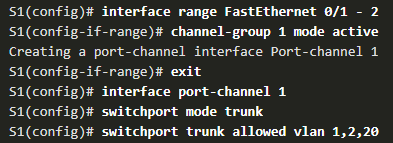 S1(config)# interface range FastEthernet 0/1 - 2
S1(config-if-range)# channel-group 1 mode active
Creating a port-channel interface Port-channel 1
S1(config-if-range)# exit
S1(config)# interface port-channel 1
S1(config)# switchport mode trunk
S1(config)# switchport trunk allowed vlan 1,2,20